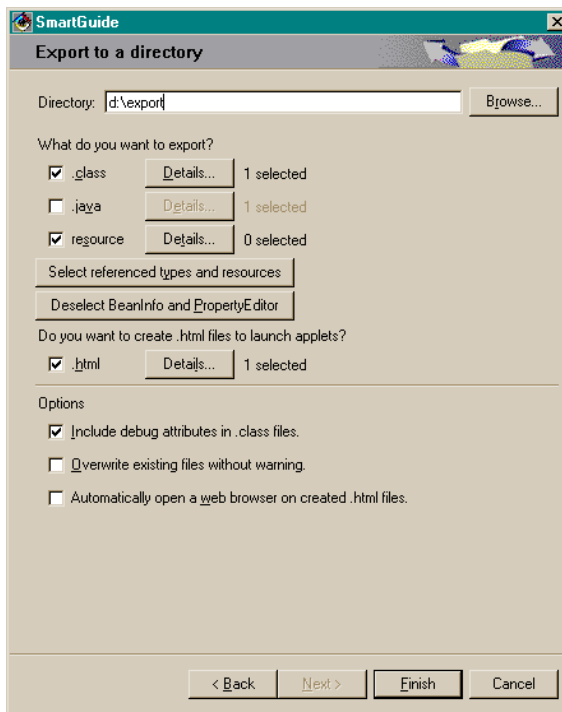 SmartGuide
Export to a directory
Directory: d:\export Browse...
What do you want to export?
.class Details... 1 selected
.java Details... 1 selected
resource Details... 0 selected
Select referenced types and resources
Deselect BeanInfo and PropertyEditor
Do you want to create .html files to launch applets?
.html Details... 1 selected
Options
Include debug attributes in .class files.
Overwrite existing files without warning.
Automatically open a web browser on created .html files.
< Back Next > Finish Cancel